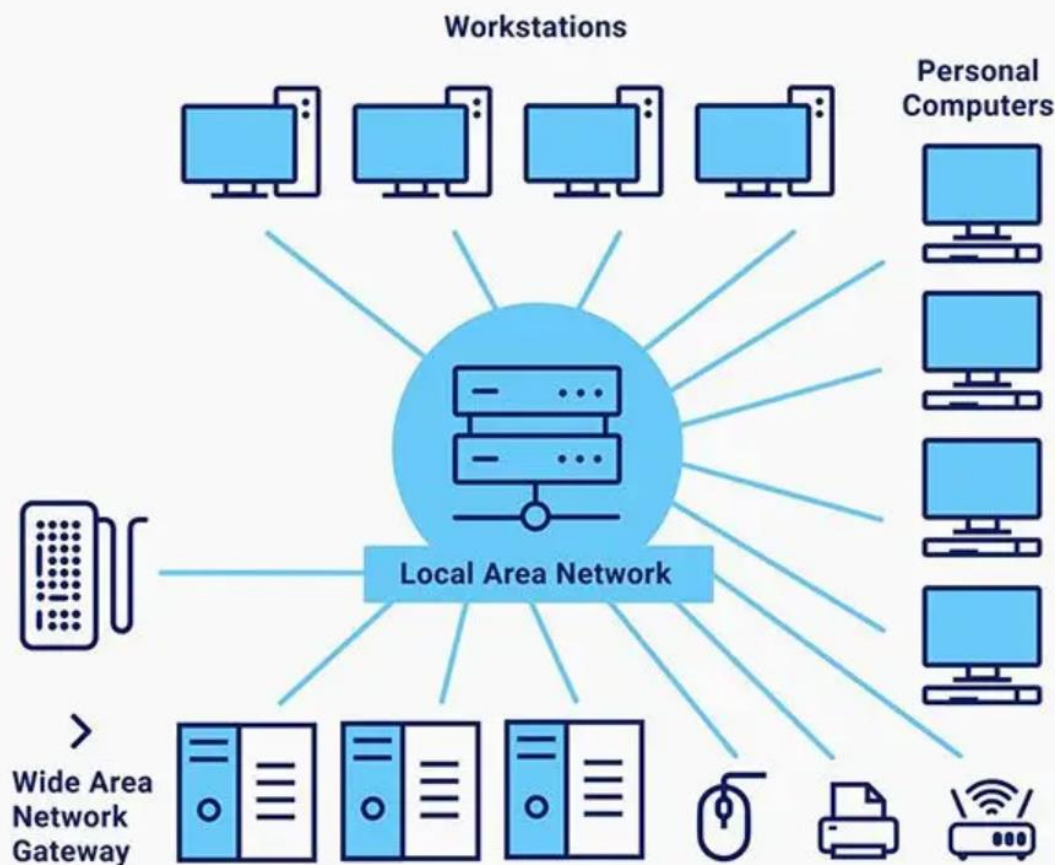 Workstations
Personal
Computers
Local Area Network
Wide Area
Network
Gateway